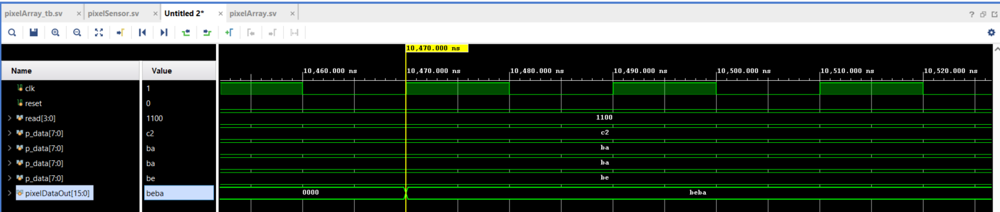 pixelArray_tb.sv × pixelSensor.sv × Untitled 2* × pixelArray.sv ×
?
10,470.000 ns
Name Value
10,460.000 ns 10,470.000 ns 10,480.000 ns 10,490.000 ns 10,500.000 ns 10,510.000 ns 10,520.000 ns
clk 1
reset 0
read[3:0] 1100 1100
p_data[7:0] c2 c2
p_data[7:0] ba ba
p_data[7:0] ba ba
p_data[7:0] be be
pixelDataOut[15:0] beba 0000 beba